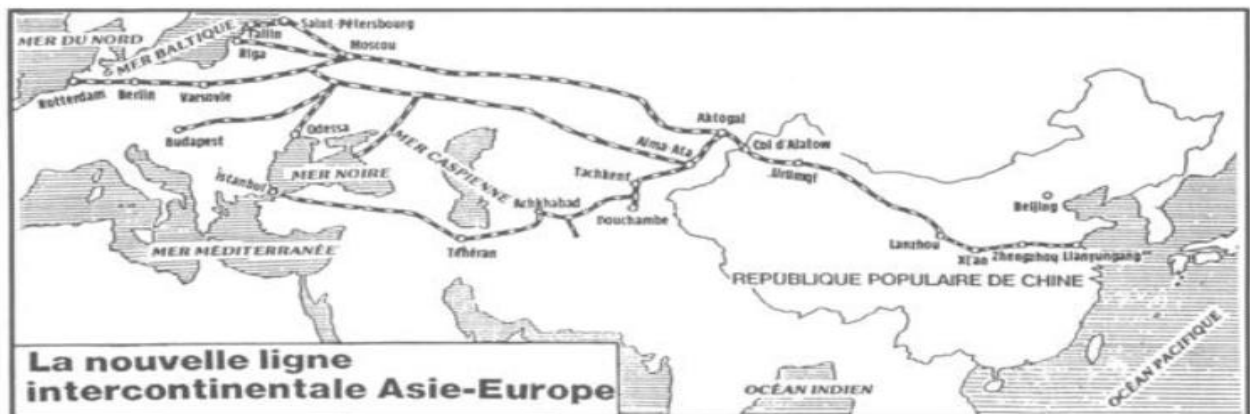 Saint-Pétersbourg
MER DU NORD
MER BALTIQUE
Tallin
Riga
Moscou
Rotterdam
Berlin
Varsovie
Aktogaï
Budapest
Odessa
MER CASPIENNE
Alma-Ata
Col d'Alatow
Urümqi
MER NOIRE
Tachkent
Istanbul
Achkhabad
Douchambe
Beijing
MER MÉDITERRANÉE
Téhéran
Lanzhou
Xi'an
Zhengzhou
Lianyungang
RÉPUBLIQUE POPULAIRE DE CHINE
La nouvelle ligne
intercontinentale Asie-Europe
OCÉAN INDIEN
OCÉAN PACIFIQUE